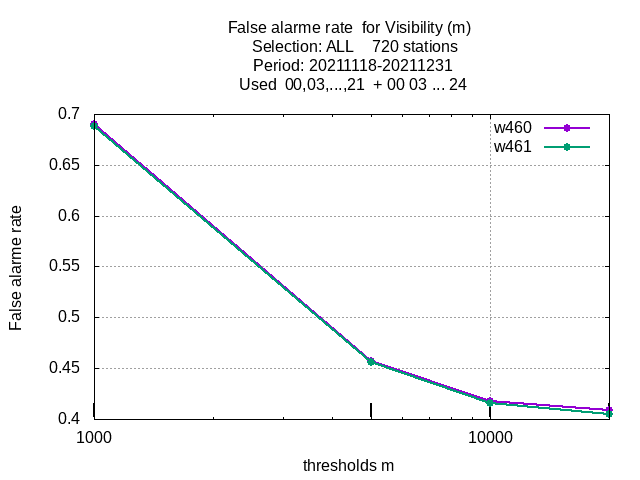 False alarme rate  for Visibility (m)
Selection: ALL    720 stations
Period: 20211118-20211231
Used  00,03,...,21  + 00 03 ... 24
w460
w461
False alarme rate
0.7
0.65
0.6
0.55
0.5
0.45
0.4
1000
10000
thresholds m